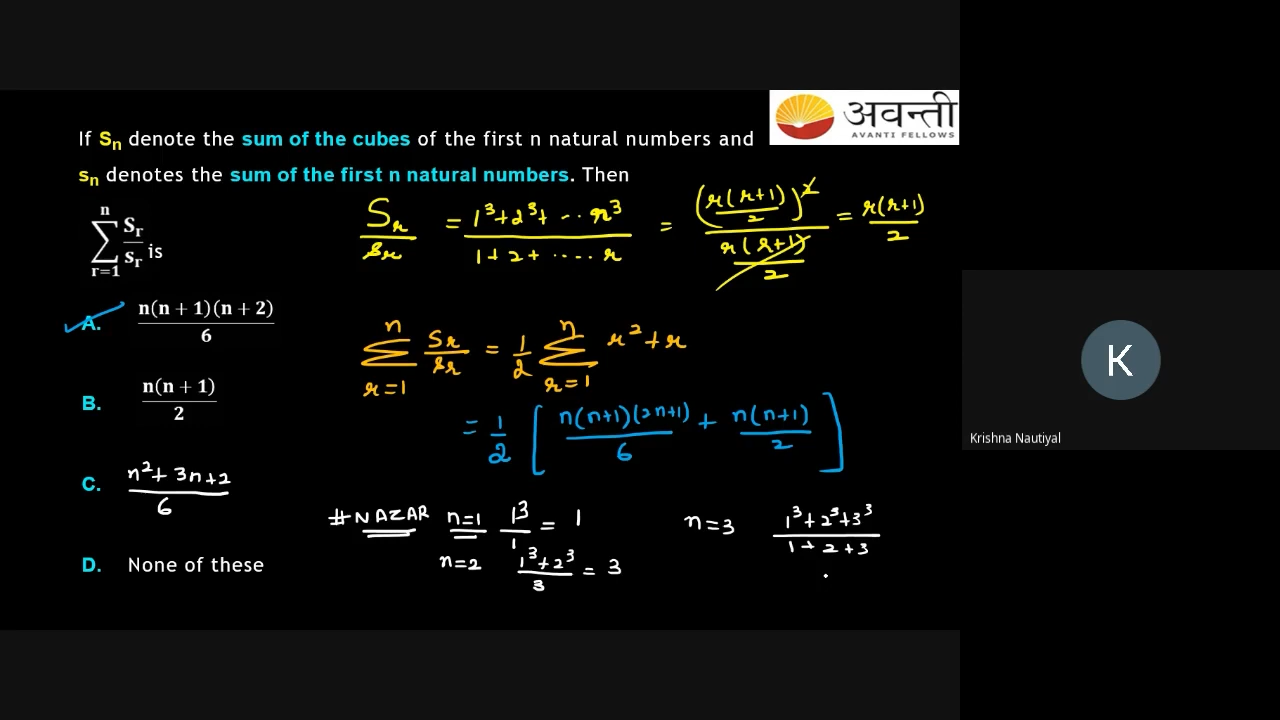 अवन्ती
AVANTI FELLOWS
If Sn denote the sum of the cubes of the first n natural numbers and
sn denotes the sum of the first n natural numbers. Then
n∑r=1 Sr/sr is
Sr/sr = 1³+2³+ ·· r³ / 1+2+ ···· r = (r(r+1)/2)² / r(r+1)/2 = r(r+1)/2
A. n(n + 1)(n + 2)/6
n∑r=1 Sr/sr = 1/2 n∑r=1 r² + r
B. n(n + 1)/2
= 1/2 [ n(n+1)(2n+1)/6 + n(n+1)/2 ]
C. n² + 3n + 2/6
#NAZAR n=1 1³/1 = 1
n=2 1³+2³/3 = 3
n=3 1³+2³+3³/1+2+3
D. None of these
K
Krishna Nautiyal